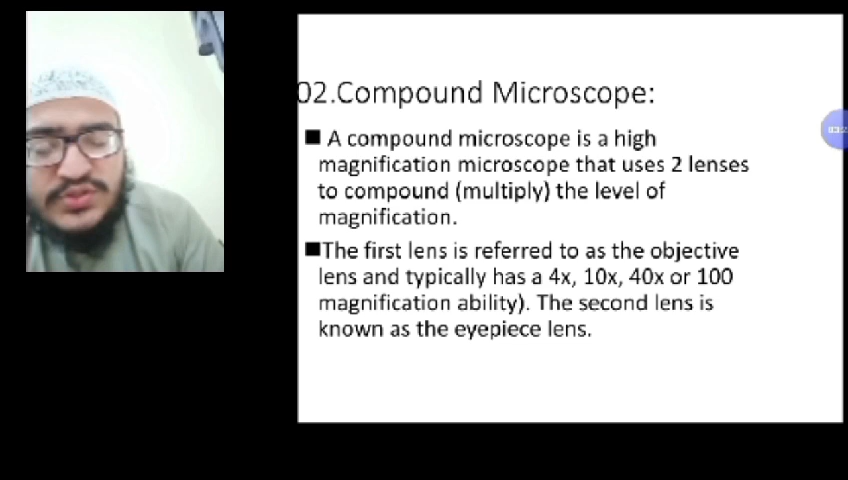 02.Compound Microscope:
■ A compound microscope is a high
magnification microscope that uses 2 lenses
to compound (multiply) the level of
magnification.
■The first lens is referred to as the objective
lens and typically has a 4x, 10x, 40x or 100
magnification ability). The second lens is
known as the eyepiece lens.